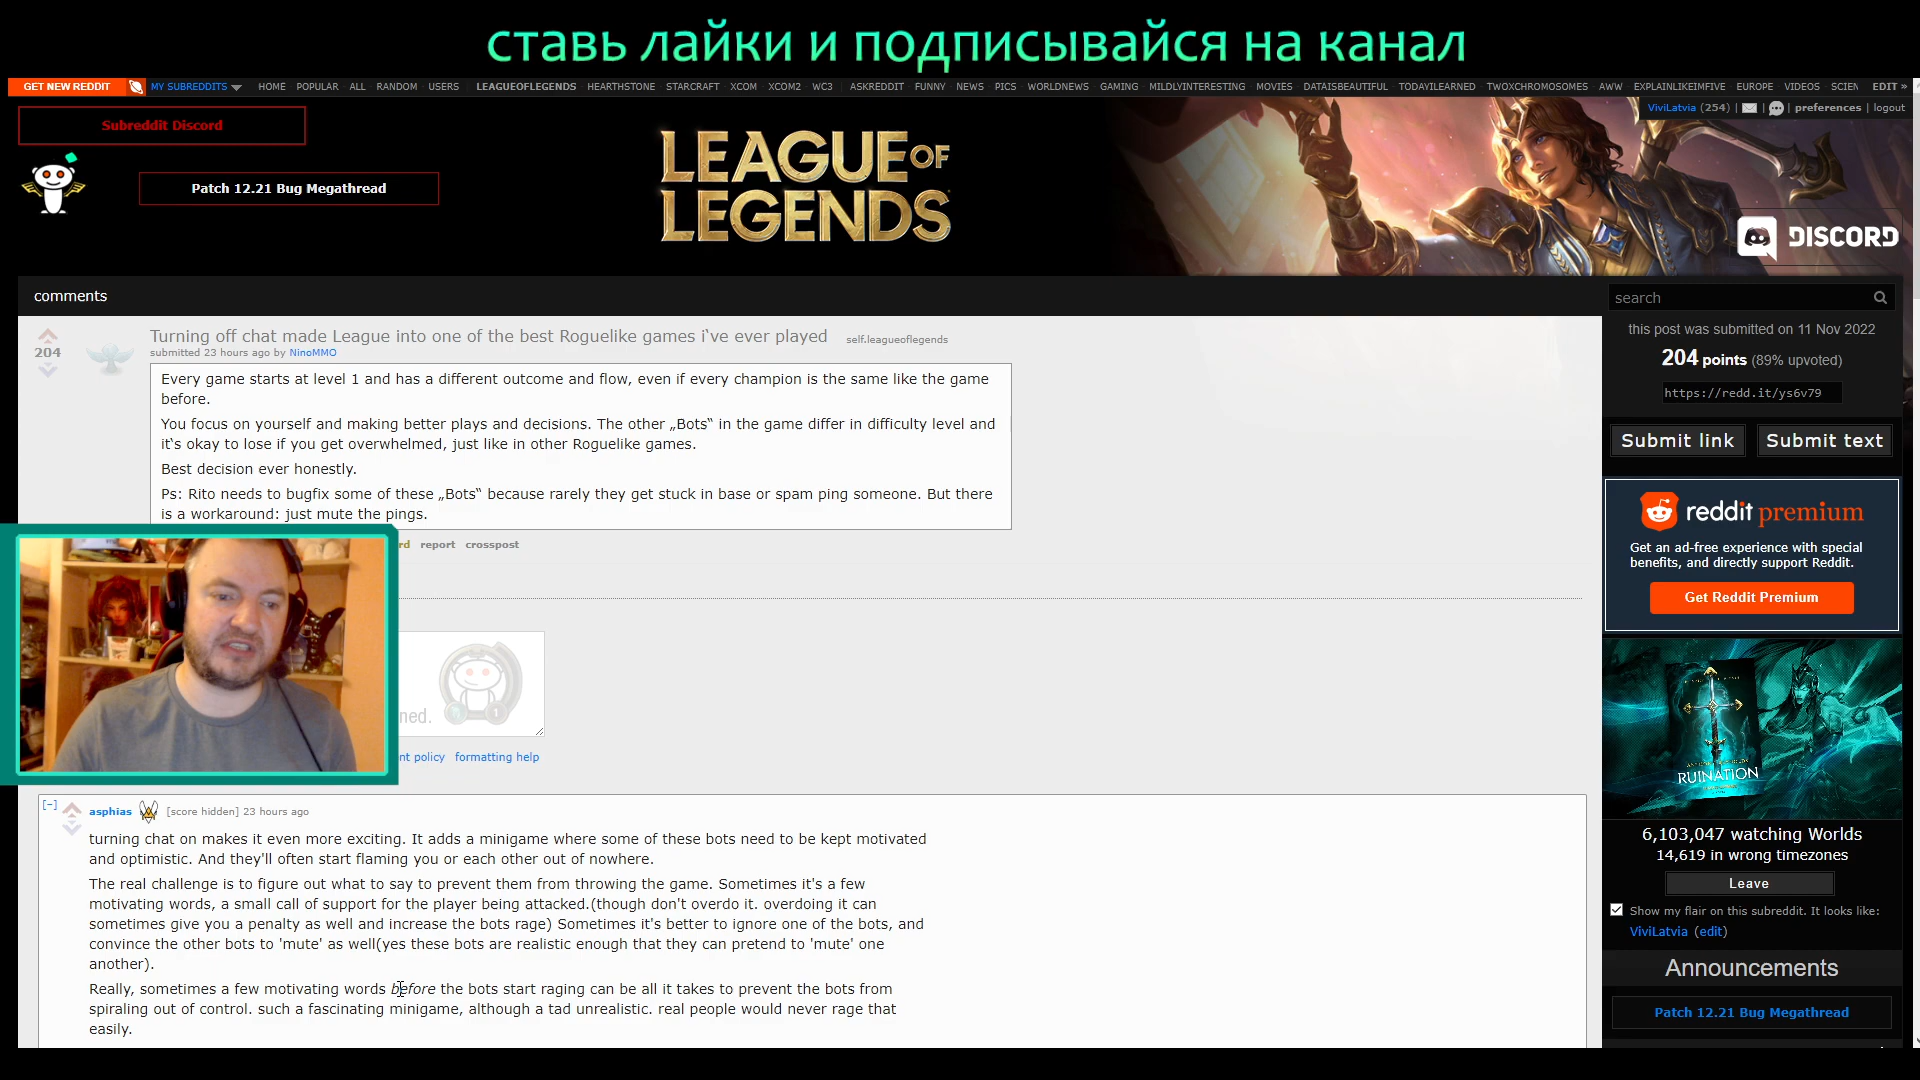 ставь лайки и подписывайся на канал
GET NEW REDDIT MY SUBREDDITS HOME POPULAR ALL RANDOM USERS LEAGUEOFLEGENDS HEARTHSTONE STARCRAFT XCOM XCOM2 WC3 ASKREDDIT FUNNY NEWS PICS WORLDNEWS GAMING MILDLYINTERESTING MOVIES DATAISBEAUTIFUL TODAYILEARNED TWOXCHROMOSOMES AWW EXPLAINLIKEIMFIVE EUROPE VIDEOS SCIEN EDIT »
ViviLatvia (254) | | | preferences | logout
Subreddit Discord
Patch 12.21 Bug Megathread
LEAGUE OF
LEGENDS
DISCORD
comments
Turning off chat made League into one of the best Roguelike games i‘ve ever played self.leagueoflegends
204
submitted 23 hours ago by NinoMMO
Every game starts at level 1 and has a different outcome and flow, even if every champion is the same like the game
before.
You focus on yourself and making better plays and decisions. The other „Bots“ in the game differ in difficulty level and
it‘s okay to lose if you get overwhelmed, just like in other Roguelike games.
Best decision ever honestly.
Ps: Rito needs to bugfix some of these „Bots“ because rarely they get stuck in base or spam ping someone. But there
is a workaround: just mute the pings.
rd report crosspost
ned.
nt policy formatting help
[–] asphias [score hidden] 23 hours ago
turning chat on makes it even more exciting. It adds a minigame where some of these bots need to be kept motivated
and optimistic. And they'll often start flaming you or each other out of nowhere.
The real challenge is to figure out what to say to prevent them from throwing the game. Sometimes it's a few
motivating words, a small call of support for the player being attacked.(though don't overdo it. overdoing it can
sometimes give you a penalty as well and increase the bots rage) Sometimes it's better to ignore one of the bots, and
convince the other bots to 'mute' as well(yes these bots are realistic enough that they can pretend to 'mute' one
another).
Really, sometimes a few motivating words before the bots start raging can be all it takes to prevent the bots from
spiraling out of control. such a fascinating minigame, although a tad unrealistic. real people would never rage that
easily.
search
this post was submitted on 11 Nov 2022
204 points (89% upvoted)
https://redd.it/ys6v79
Submit link Submit text
reddit premium
Get an ad-free experience with special
benefits, and directly support Reddit.
Get Reddit Premium
RUINATION
6,103,047 watching Worlds
14,619 in wrong timezones
Leave
Show my flair on this subreddit. It looks like:
ViviLatvia (edit)
Announcements
Patch 12.21 Bug Megathread